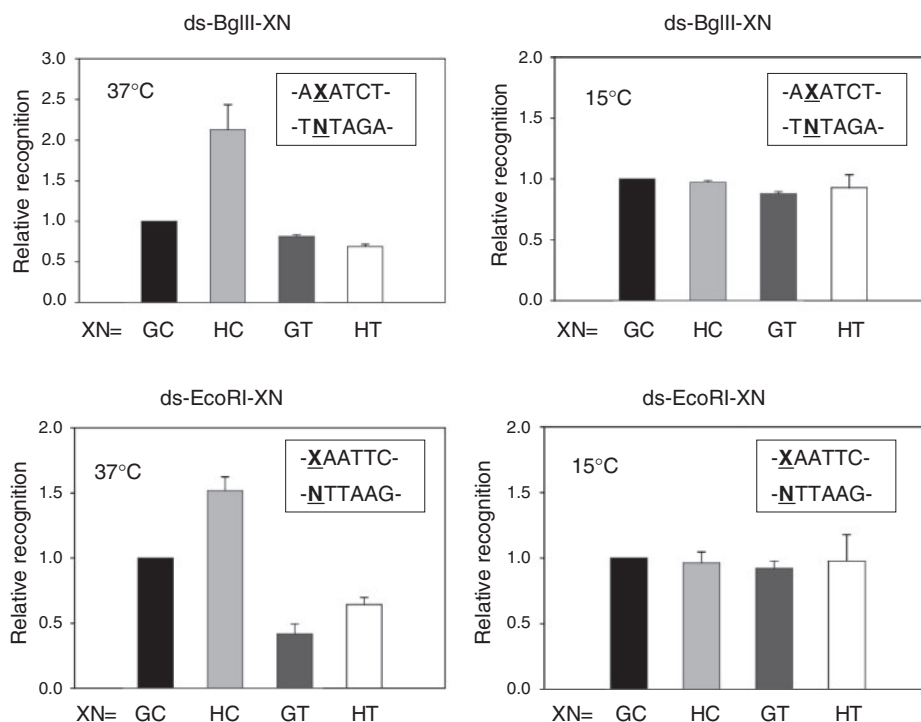 ds-BglII-XN
Relative recognition
3.0
2.5
2.0
1.5
1.0
0.5
0.0
37°C
-AXATCT-
-TNTAGA-
XN= GC HC GT HT
ds-BglII-XN
Relative recognition
2.0
1.5
1.0
0.5
0.0
15°C
-AXATCT-
-TNTAGA-
XN= GC HC GT HT
ds-EcoRI-XN
Relative recognition
2.0
1.5
1.0
0.5
0.0
37°C
-XAATTC-
-NTTAAG-
XN= GC HC GT HT
ds-EcoRI-XN
Relative recognition
2.0
1.5
1.0
0.5
0.0
15°C
-XAATTC-
-NTTAAG-
XN= GC HC GT HT